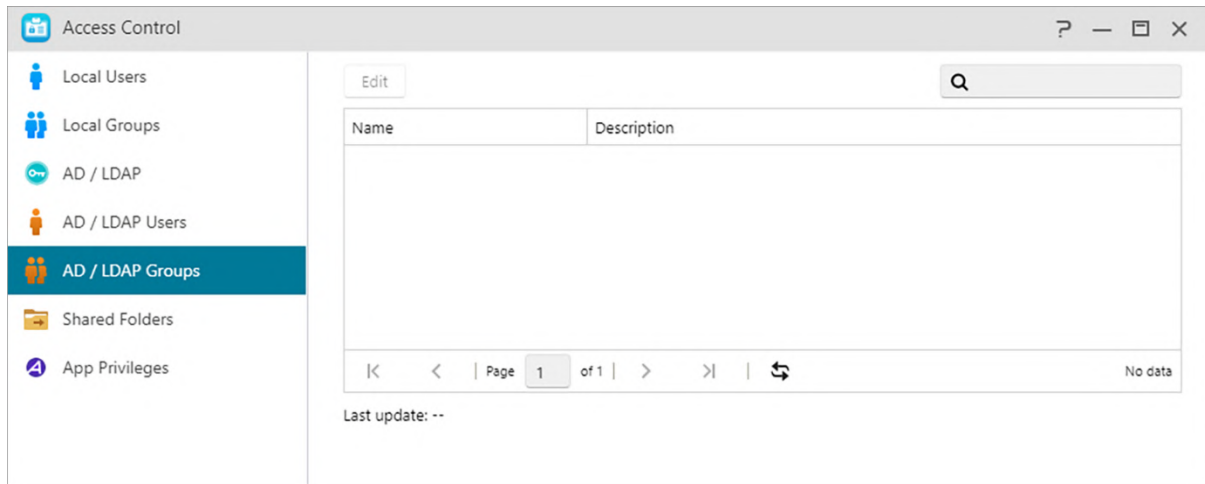 Access Control
Local Users
Local Groups
AD / LDAP
AD / LDAP Users
AD / LDAP Groups
Shared Folders
App Privileges
Edit
Name Description
Page 1 of 1 No data
Last update: --